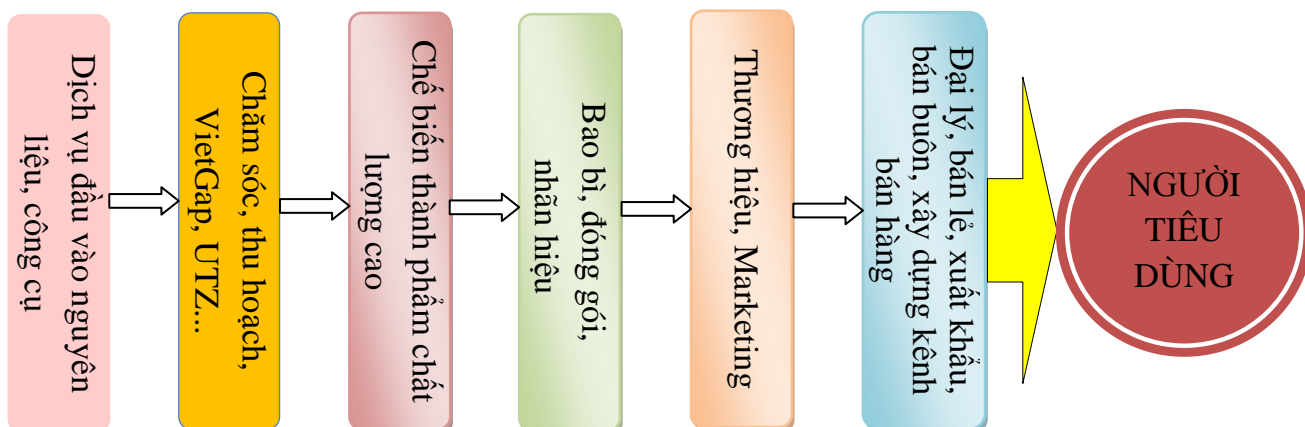 Dịch vụ đầu vào nguyên
liệu, công cụ
Chăm sóc, thu hoạch,
VietGap, UTZ...
Chế biến thành phẩm chất
lượng cao
Bao bì, đóng gói,
nhãn hiệu
Thương hiệu, Marketing
Đại lý, bán lẻ, xuất khẩu,
bán buôn, xây dựng kênh
bán hàng
NGƯỜI
TIÊU
DÙNG